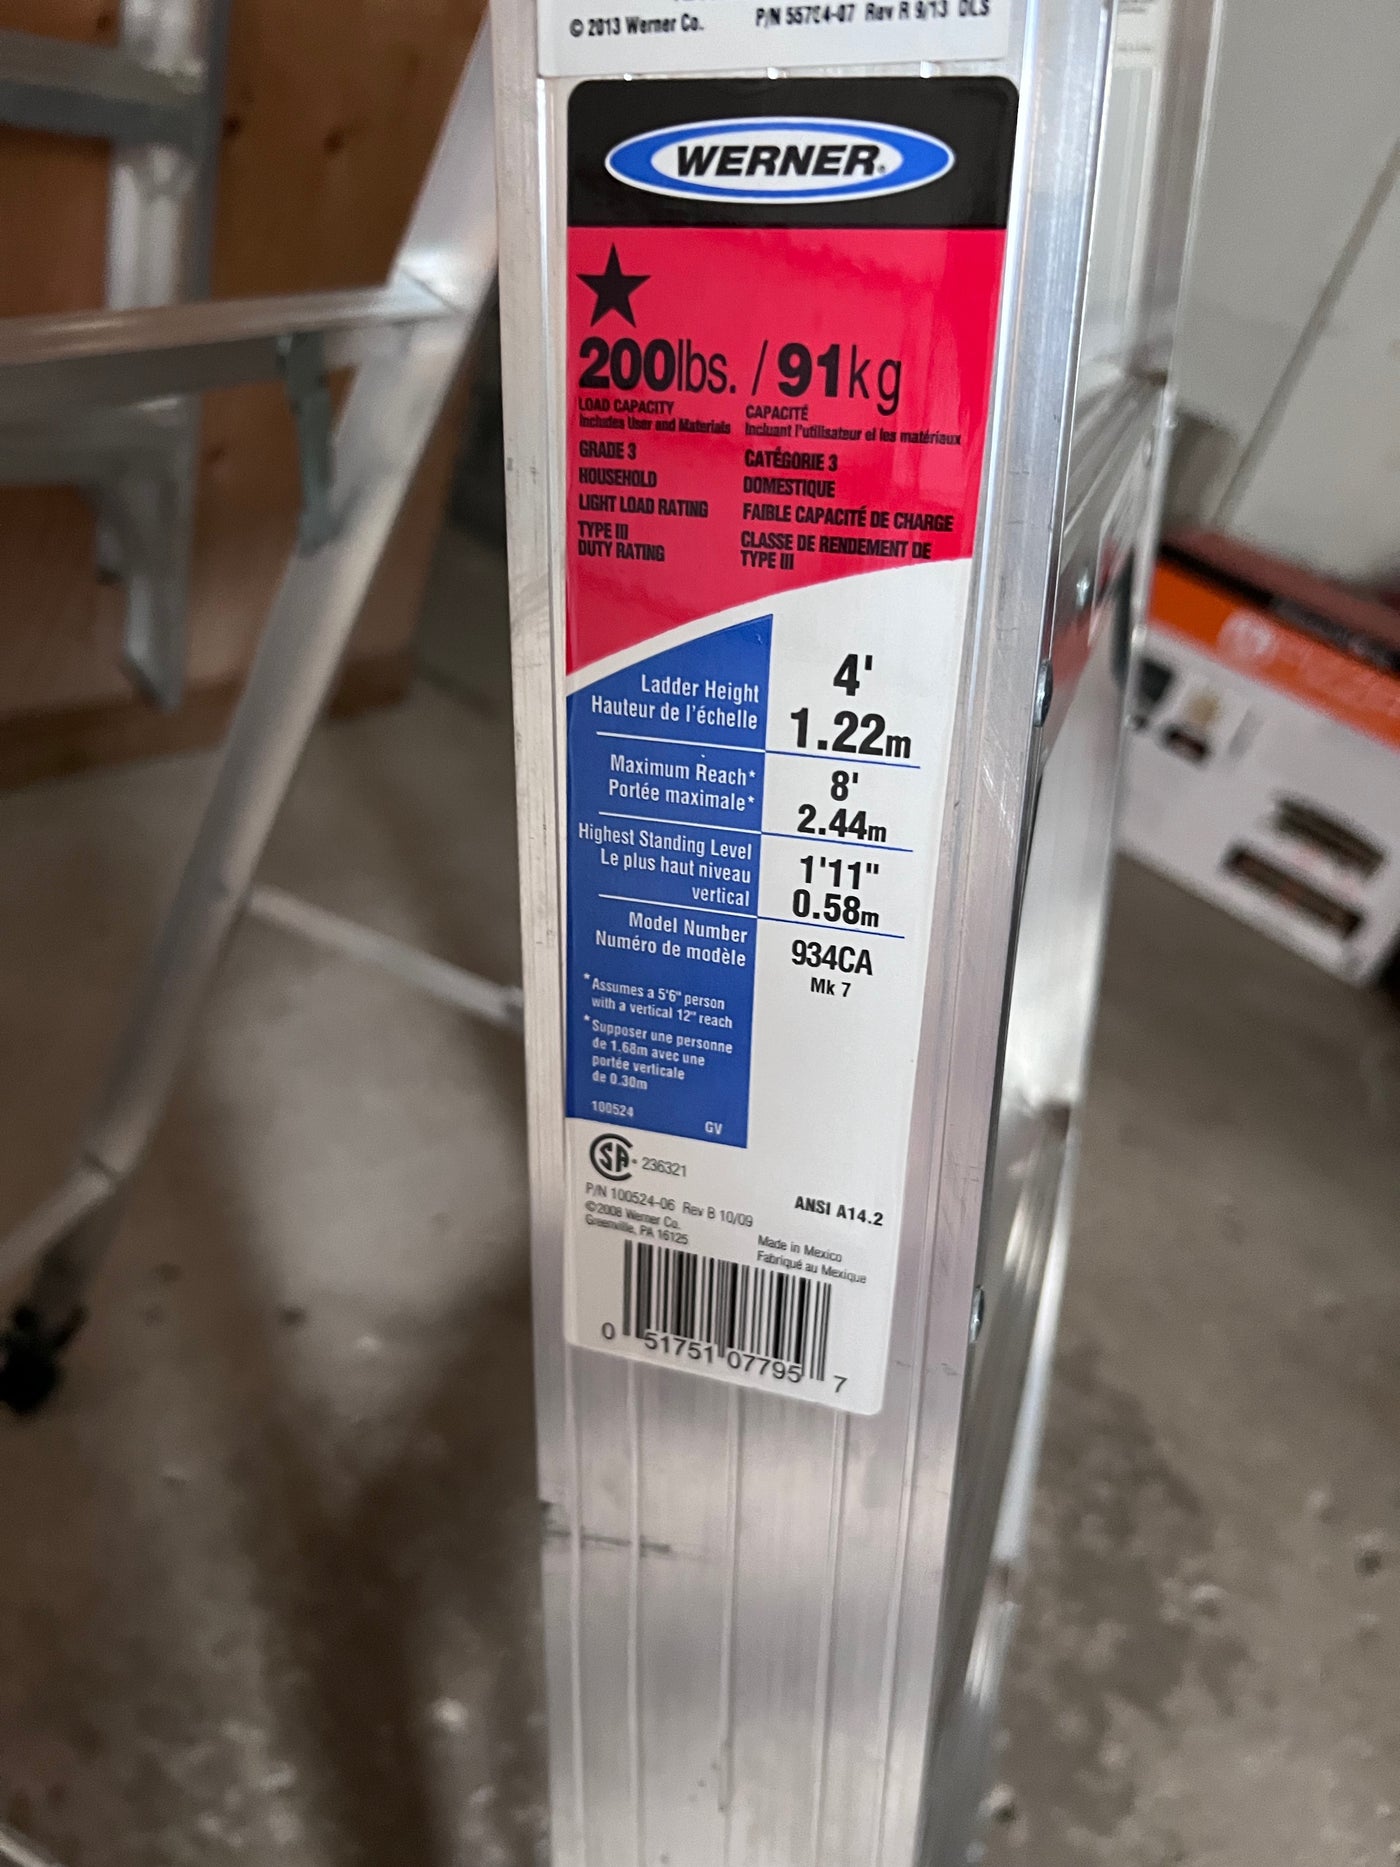 © 2013 Werner Co. P/N 55704-07 Rev R 9/13 DLS
WERNER®
200lbs. / 91kg
LOAD CAPACITY
Includes User and Materials
GRADE 3
HOUSEHOLD
LIGHT LOAD RATING
TYPE III
DUTY RATING
CAPACITÉ
Incluant l'utilisateur et les matériaux
CATÉGORIE 3
DOMESTIQUE
FAIBLE CAPACITÉ DE CHARGE
CLASSE DE RENDEMENT DE
TYPE III
Ladder Height
Hauteur de l'échelle
4'
1.22m
Maximum Reach*
Portée maximale*
8'
2.44m
Highest Standing Level
Le plus haut niveau
vertical
1'11"
0.58m
Model Number
Numéro de modèle
934CA
Mk 7
*Assumes a 5'6" person
with a vertical 12" reach
*Supposer une personne
de 1.68m avec une
portée verticale
de 0.30m
100524 GV
CSA 236321
P/N 100524-06 Rev B 10/09
©2008 Werner Co.
Greenville, PA 16125
ANSI A14.2
Made in Mexico
Fabriqué au Mexique
0 51751 07795 7